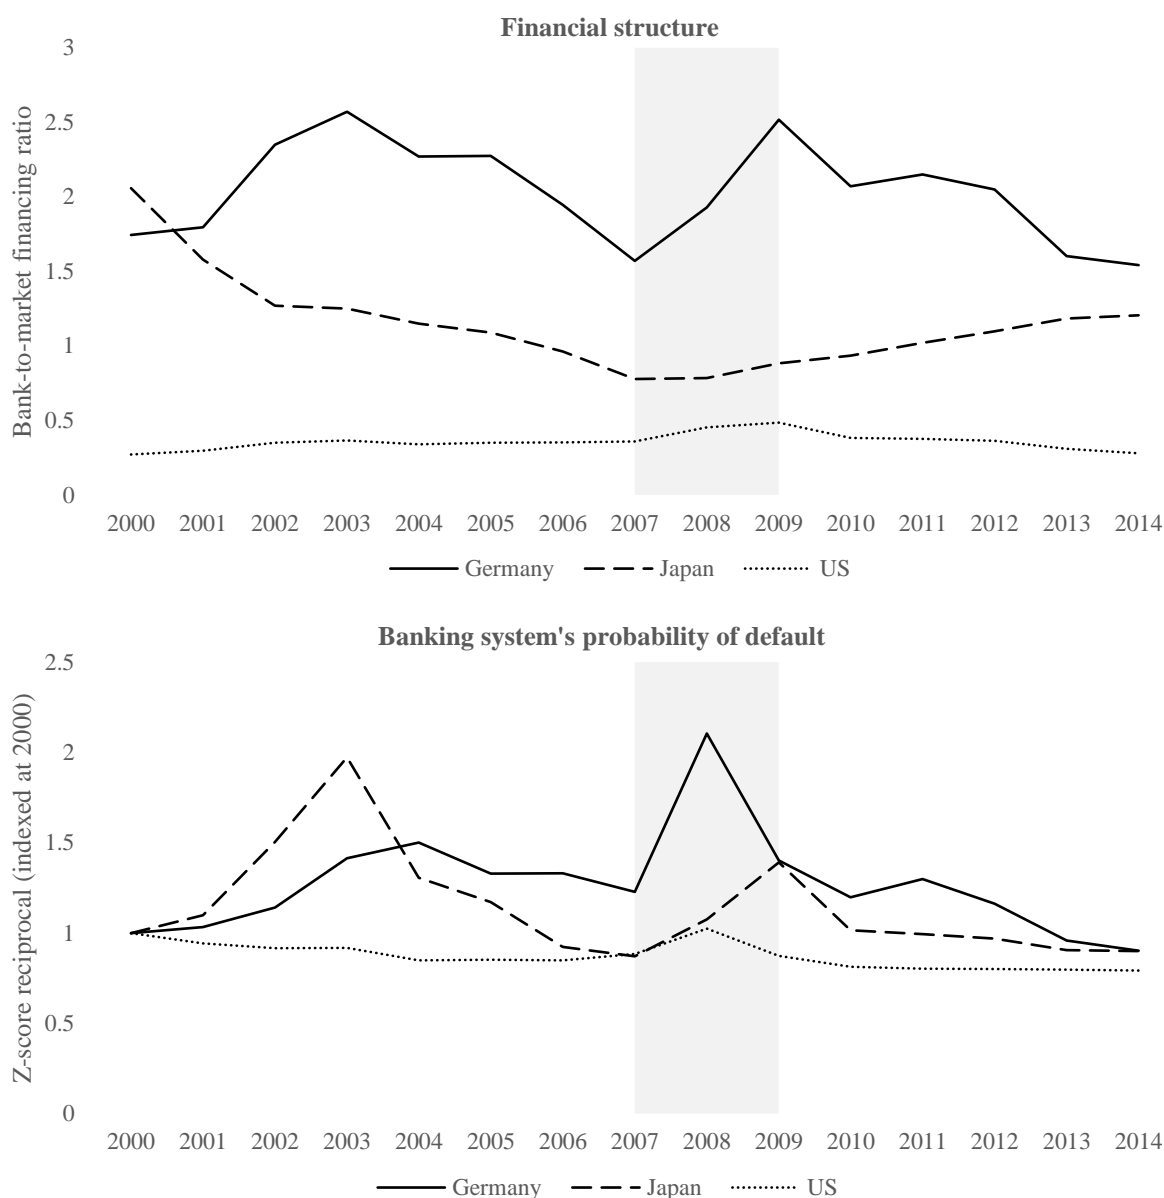 Financial structure
Bank-to-market financing ratio
3
2.5
2
1.5
1
0.5
0
2000 2001 2002 2003 2004 2005 2006 2007 2008 2009 2010 2011 2012 2013 2014
Germany Japan US
Banking system's probability of default
Z-score reciprocal (indexed at 2000)
2.5
2
1.5
1
0.5
0
2000 2001 2002 2003 2004 2005 2006 2007 2008 2009 2010 2011 2012 2013 2014
Germany Japan US